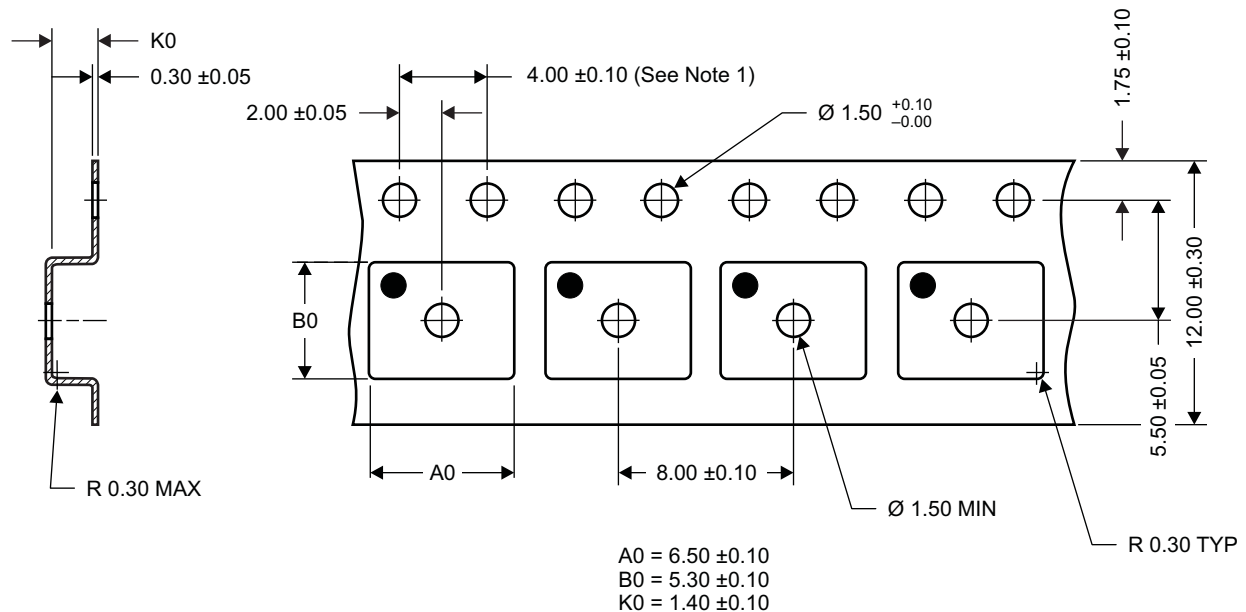 K0
0.30 ±0.05
4.00 ±0.10 (See Note 1)
2.00 ±0.05
Ø 1.50 +0.10 –0.00
1.75 ±0.10
12.00 ±0.30
5.50 ±0.05
B0
A0
8.00 ±0.10
R 0.30 MAX
Ø 1.50 MIN
R 0.30 TYP
A0 = 6.50 ±0.10
B0 = 5.30 ±0.10
K0 = 1.40 ±0.10